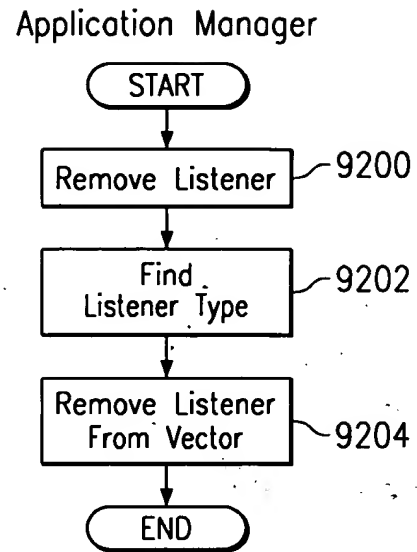 Application Manager
START
Remove Listener
9200
Find
Listener Type
9202
Remove Listener
From Vector
9204
END